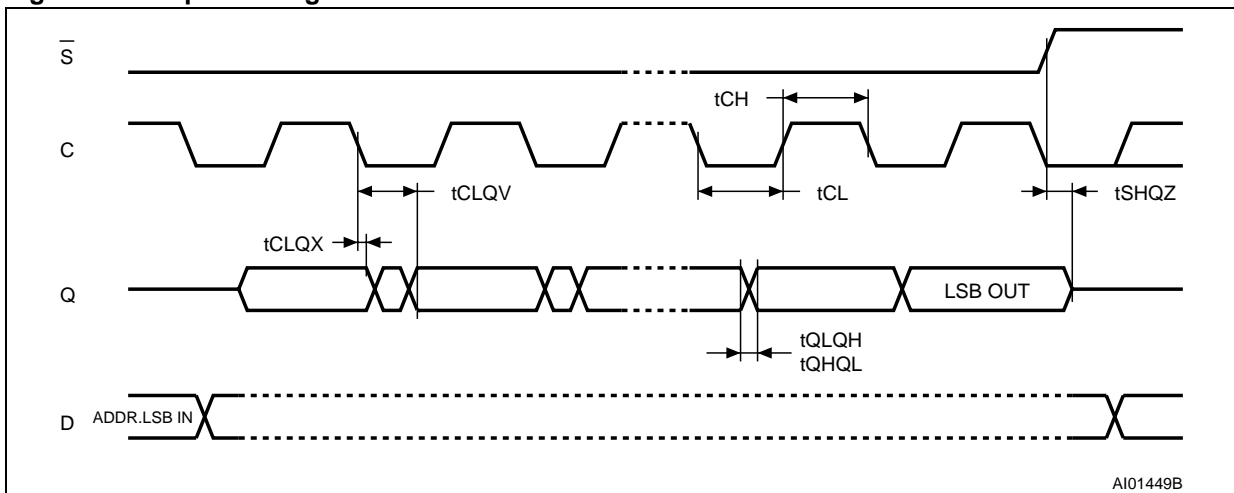 S
tCH
C
tCLQV
tCL
tSHQZ
tCLQX
Q
LSB OUT
tQLQH
tQHQL
D
ADDR.LSB IN
AI01449B